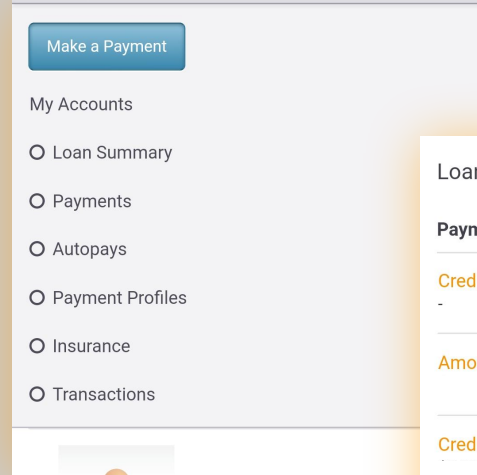 Make a Payment
My Accounts
Loan Summary
Payments
Autopays
Payment Profiles
Insurance
Transactions